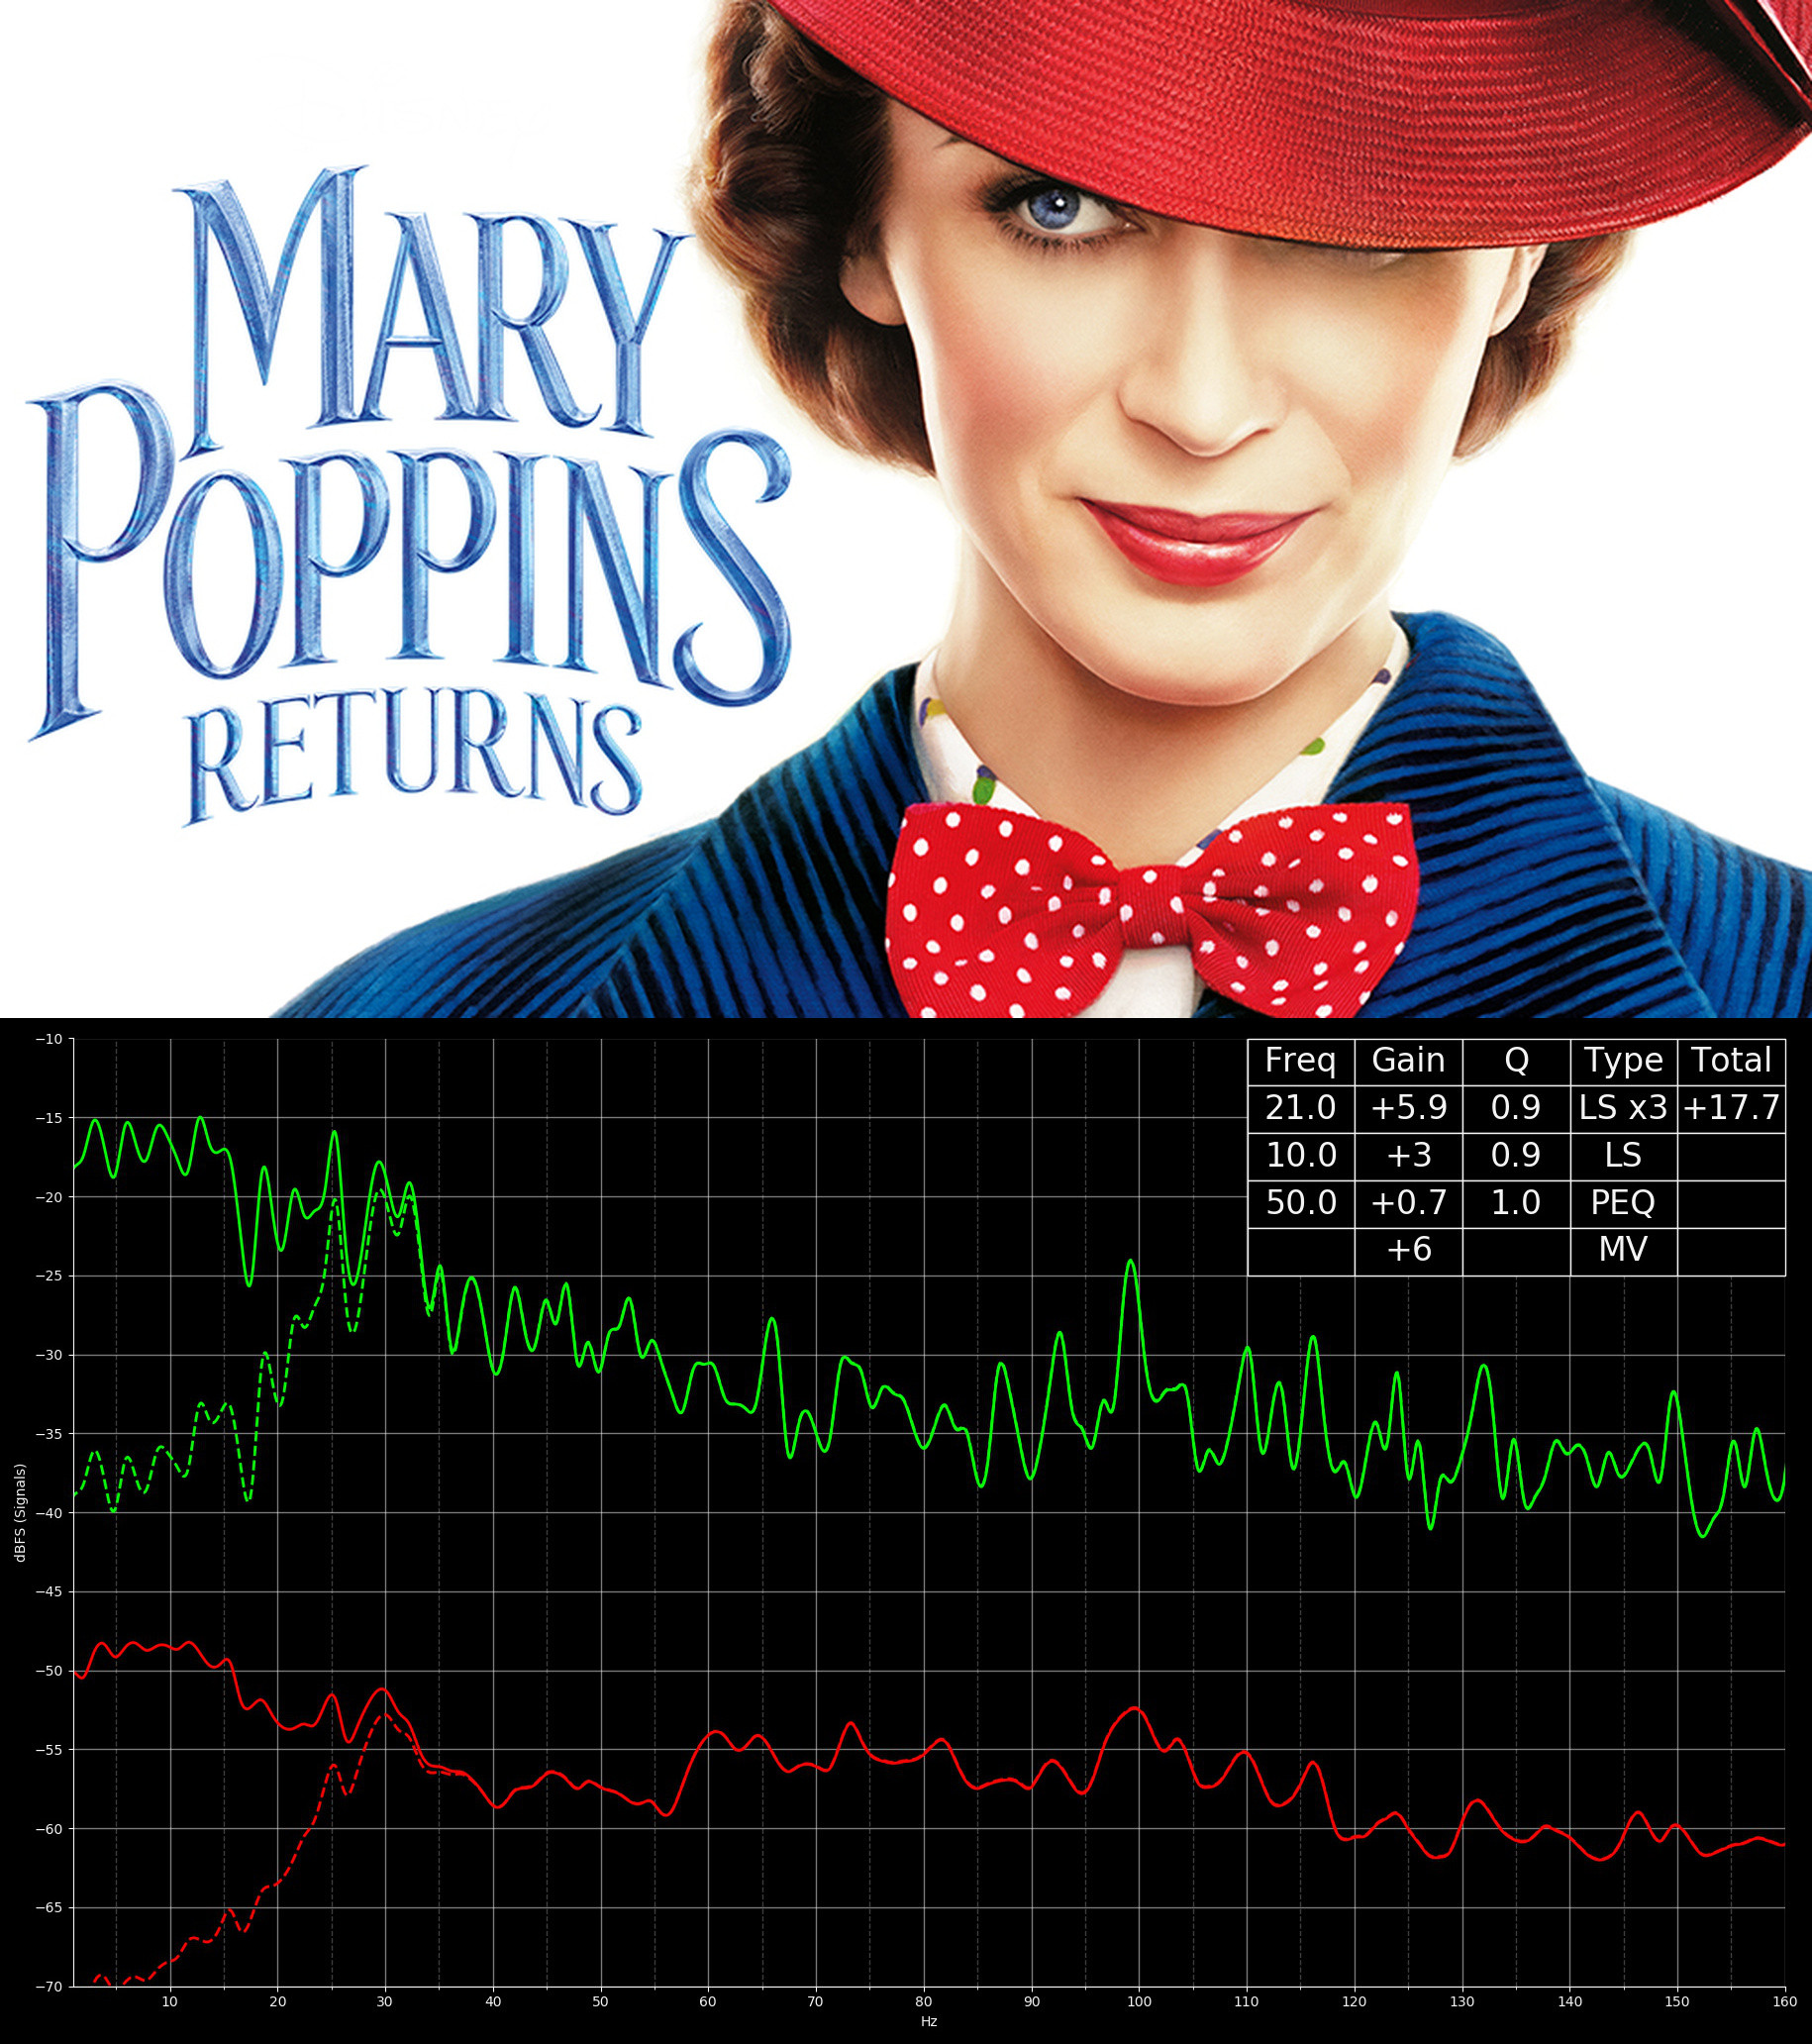 MARY
POPPINS
RETURNS
Freq Gain Q Type Total
21.0 +5.9 0.9 LS x3 +17.7
10.0 +3 0.9 LS
50.0 +0.7 1.0 PEQ
+6 MV
−10
−15
−20
−25
−30
−35
−40
−45
−50
−55
−60
−65
−70
dBFS (Signals)
10 20 30 40 50 60 70 80 90 100 110 120 130 140 150 160
Hz